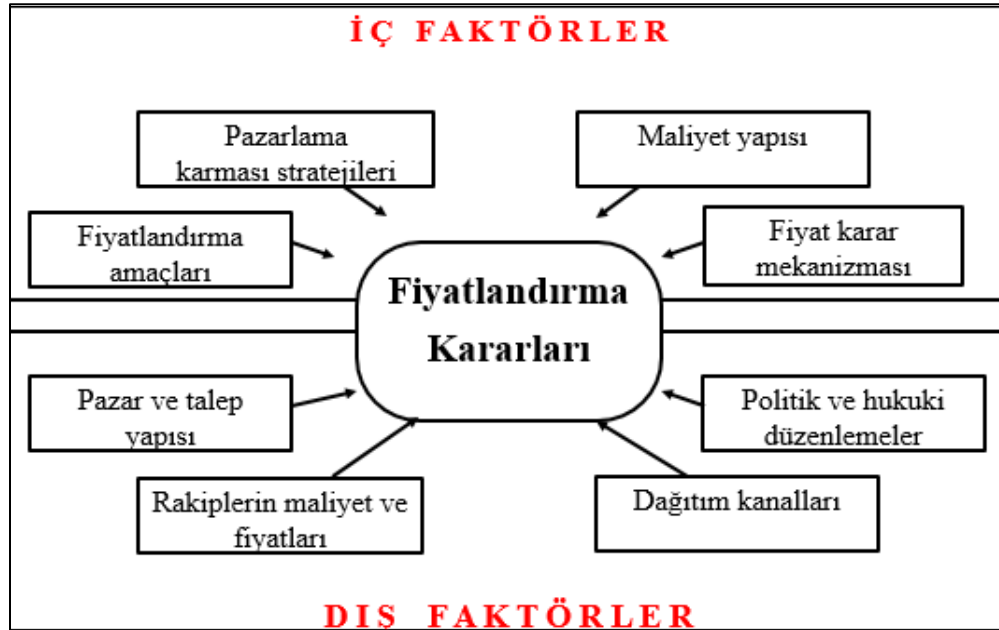 İÇ FAKTÖRLER
Pazarlama
karması stratejileri
Maliyet yapısı
Fiyatlandırma
amaçları
Fiyat karar
mekanizması
Fiyatlandırma
Kararları
Pazar ve talep
yapısı
Politik ve hukuki
düzenlemeler
Rakiplerin maliyet ve
fiyatları
Dağıtım kanalları
DIŞ FAKTÖRLER